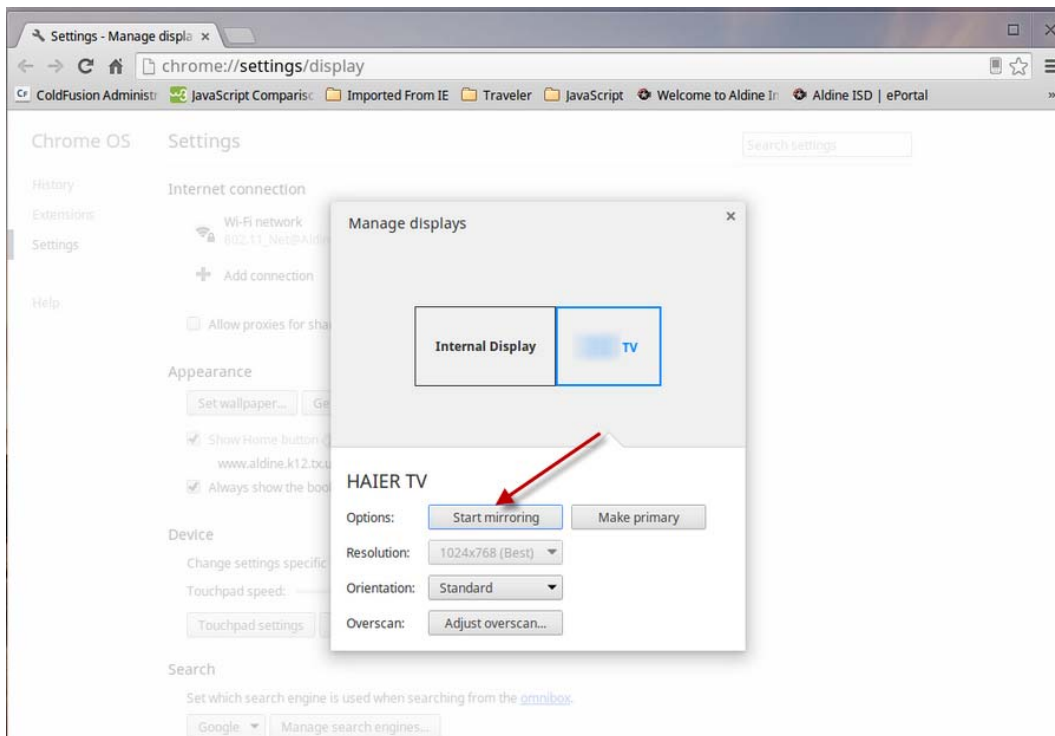 Settings - Manage displa
chrome://settings/display
ColdFusion Administr JavaScript Comparisc Imported From IE Traveler JavaScript Welcome to Aldine In Aldine ISD | ePortal »
Chrome OS
Settings
Search settings
History
Extensions
Settings
Help
Internet connection
Wi-Fi network
802.11_Net@Aldin
Add connection
Allow proxies for sha
Appearance
Set wallpaper... Ge
Show Home button
www.aldine.k12.tx.u
Always show the boo
Device
Change settings specific
Touchpad speed:
Touchpad settings
Search
Set which search engine is used when searching from the omnibox.
Google Manage search engines...
Manage displays
Internal Display
TV
HAIER TV
Options: Start mirroring Make primary
Resolution: 1024x768 (Best)
Orientation: Standard
Overscan: Adjust overscan...